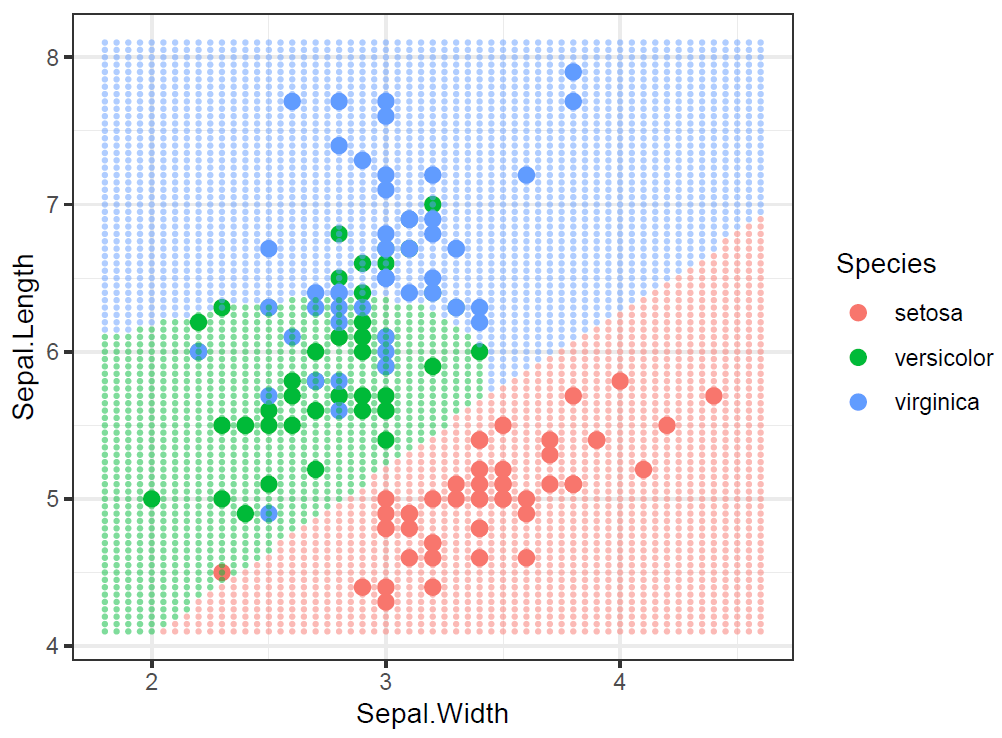 8
7
6
5
4
Sepal.Length
2 3 4
Sepal.Width
Species
setosa
versicolor
virginica